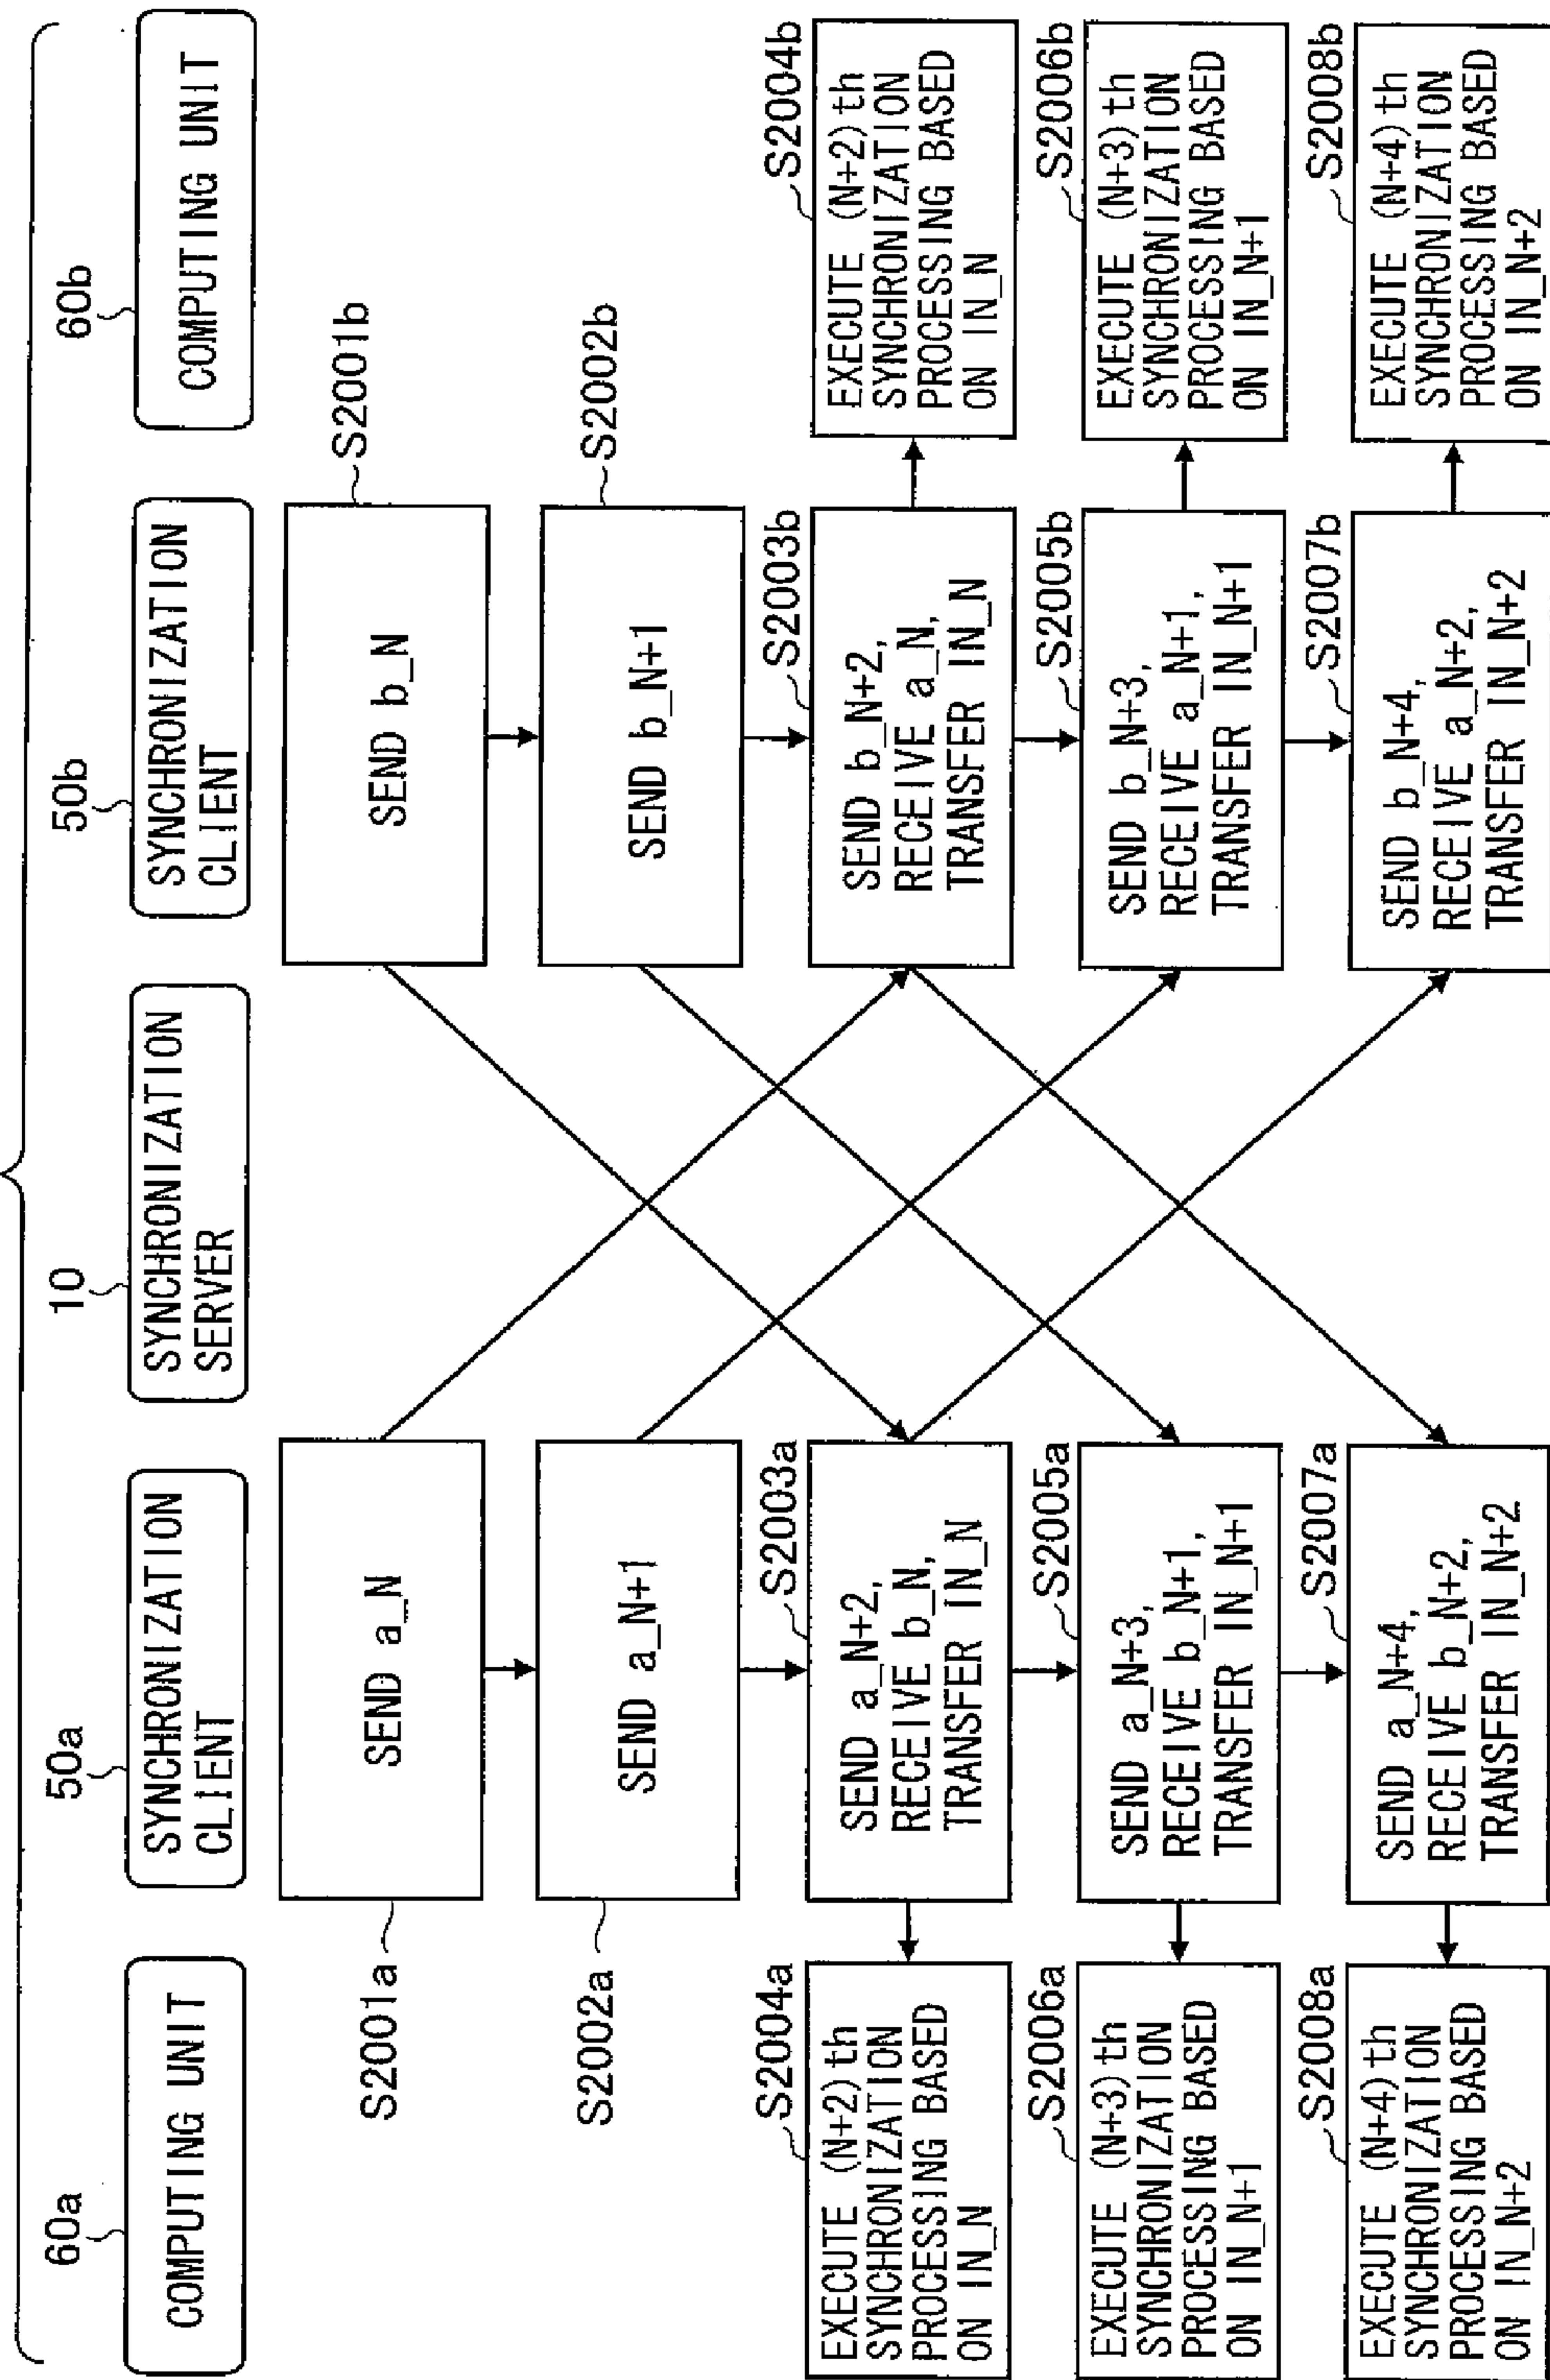 60a
COMPUTING UNIT
50a
SYNCHRONIZATION
CLIENT
10
SYNCHRONIZATION
SERVER
50b
SYNCHRONIZATION
CLIENT
60b
COMPUTING UNIT
S2001a
SEND a_N
SEND b_N
S2001b
S2002a
SEND a_N+1
SEND b_N+1
S2002b
S2004a
EXECUTE (N+2)th
SYNCHRONIZATION
PROCESSING BASED
ON IN_N
S2003a
SEND a_N+2,
RECEIVE b_N,
TRANSFER IN_N
S2003b
SEND b_N+2,
RECEIVE a_N,
TRANSFER IN_N
S2004b
EXECUTE (N+2)th
SYNCHRONIZATION
PROCESSING BASED
ON IN_N
S2006a
EXECUTE (N+3)th
SYNCHRONIZATION
PROCESSING BASED
ON IN_N+1
S2005a
SEND a_N+3,
RECEIVE b_N+1,
TRANSFER IN_N+1
S2005b
SEND b_N+3,
RECEIVE a_N+1,
TRANSFER IN_N+1
S2006b
EXECUTE (N+3)th
SYNCHRONIZATION
PROCESSING BASED
ON IN_N+1
S2008a
EXECUTE (N+4)th
SYNCHRONIZATION
PROCESSING BASED
ON IN_N+2
S2007a
SEND a_N+4,
RECEIVE b_N+2,
TRANSFER IN_N+2
S2007b
SEND b_N+4,
RECEIVE a_N+2,
TRANSFER IN_N+2
S2008b
EXECUTE (N+4)th
SYNCHRONIZATION
PROCESSING BASED
ON IN_N+2